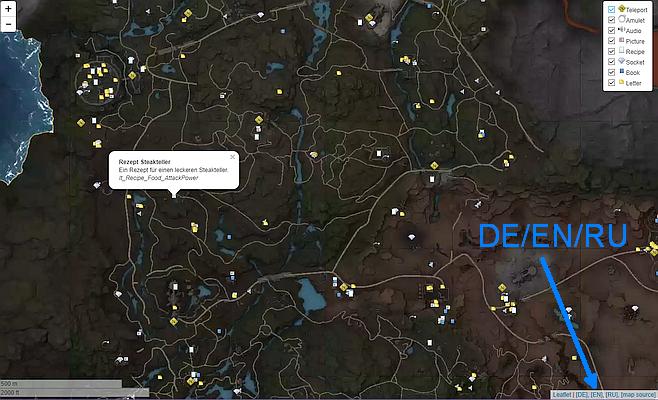 +
−
Teleport
Amulet
Audio
Picture
Recipe
Socket
Book
Letter
Rezept Steakteller
×
Ein Rezept für einen leckeren Steakteller.
It_Recipe_Food_AttackPower
DE/EN/RU
500 m
2000 ft
Leaflet | [DE], [EN], [RU], [map source]